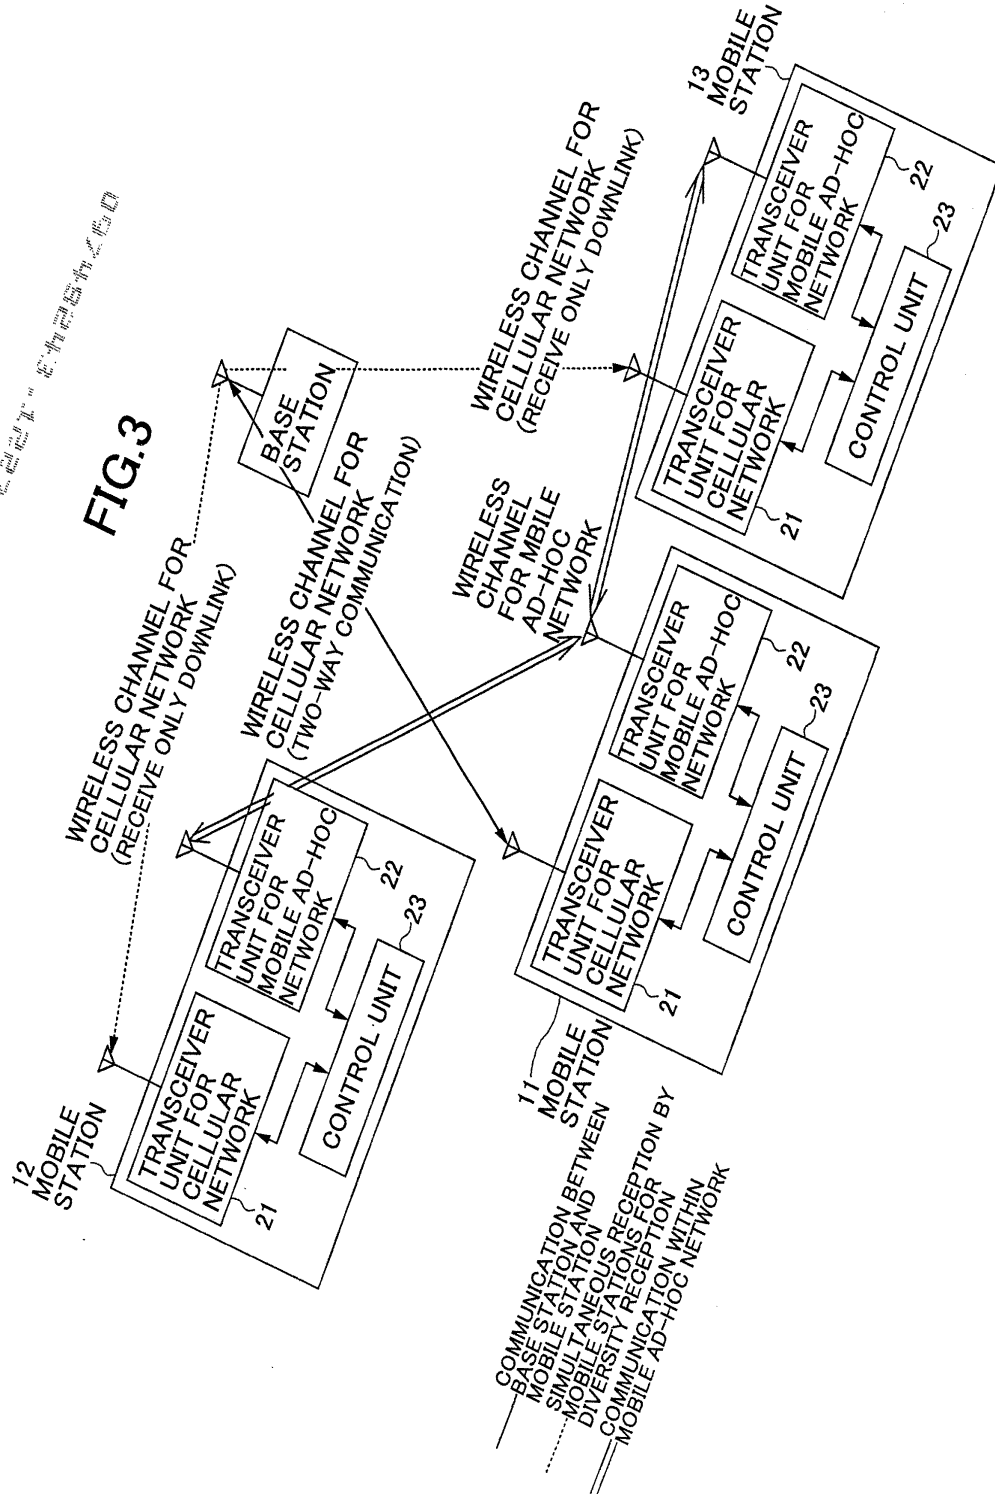 FIG.3
12
MOBILE
STATION
WIRELESS CHANNEL FOR
CELLULAR NETWORK
(RECEIVE ONLY DOWNLINK)
BASE
STATION
WIRELESS CHANNEL FOR
CELLULAR NETWORK
(TWO-WAY COMMUNICATION)
WIRELESS CHANNEL FOR
CELLULAR NETWORK
(RECEIVE ONLY DOWNLINK)
13
MOBILE
STATION
TRANSCEIVER
UNIT FOR
CELLULAR
NETWORK
21
TRANSCEIVER
UNIT FOR
MOBILE AD-HOC
NETWORK
22
CONTROL UNIT
23
WIRELESS
CHANNEL
FOR MBILE
AD-HOC
NETWORK
11
MOBILE
STATION
TRANSCEIVER
UNIT FOR
CELLULAR
NETWORK
21
TRANSCEIVER
UNIT FOR
MOBILE AD-HOC
NETWORK
22
CONTROL UNIT
23
TRANSCEIVER
UNIT FOR
CELLULAR
NETWORK
21
TRANSCEIVER
UNIT FOR
MOBILE AD-HOC
NETWORK
22
CONTROL UNIT
23
COMMUNICATION BETWEEN
BASE STATION AND
MOBILE STATION
SIMULTANEOUS RECEPTION BY
MOBILE STATIONS FOR
DIVERSITY RECEPTION
COMMUNICATION WITHIN
MOBILE AD-HOC NETWORK